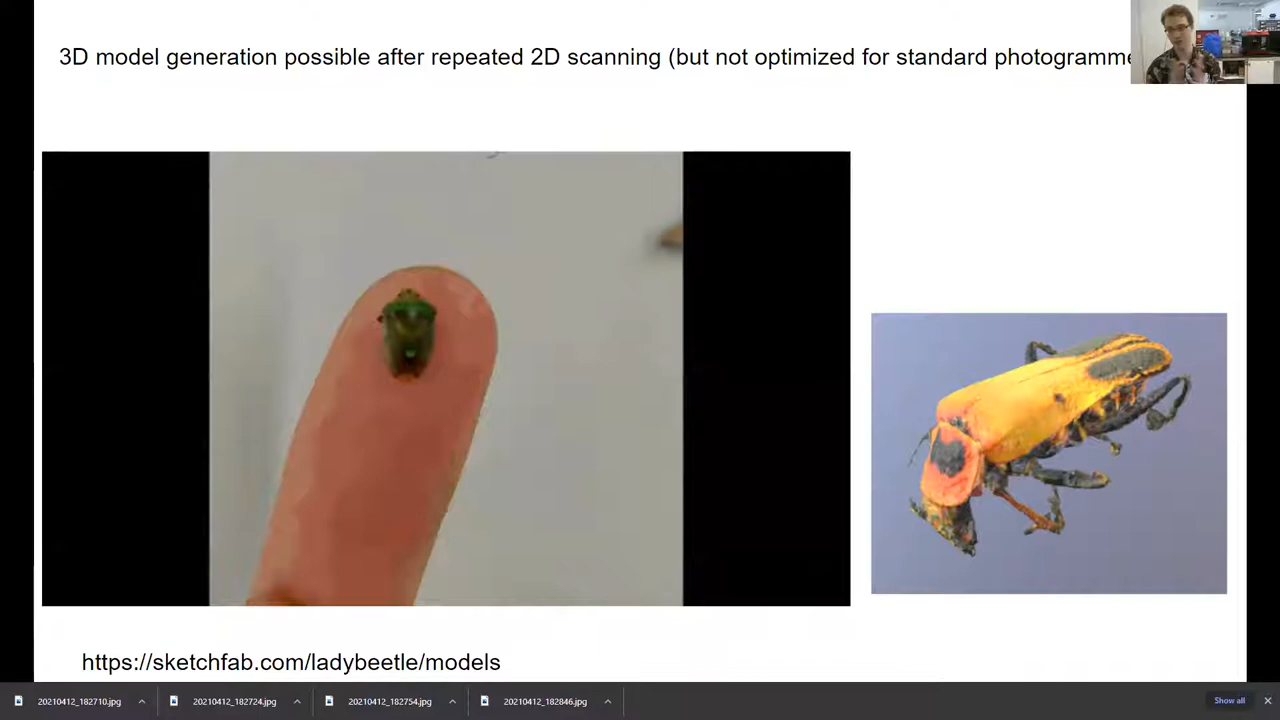 3D model generation possible after repeated 2D scanning (but not optimized for standard
https://sketchfab.com/ladybeetle/models
20210412_182710.jpg 20210412_182724.jpg 20210412_182754.jpg 20210412_182846.jpg Show all